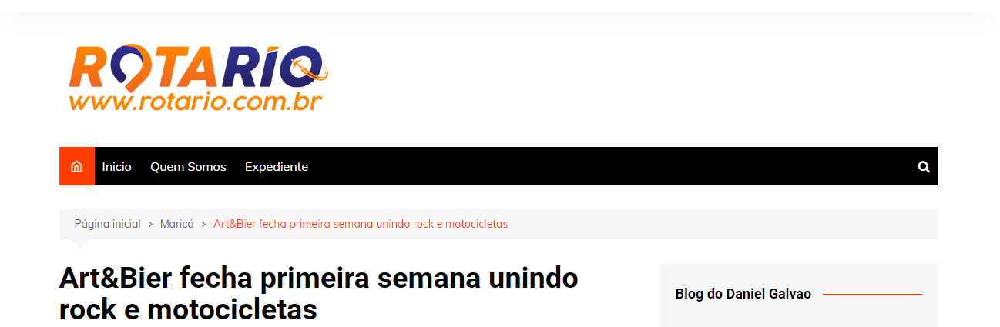 ROTARIO
www.rotario.com.br
Inicio Quem Somos Expediente
Página inicial > Maricá > Art&Bier fecha primeira semana unindo rock e motocicletas
Art&Bier fecha primeira semana unindo
rock e motocicletas
Blog do Daniel Galvao